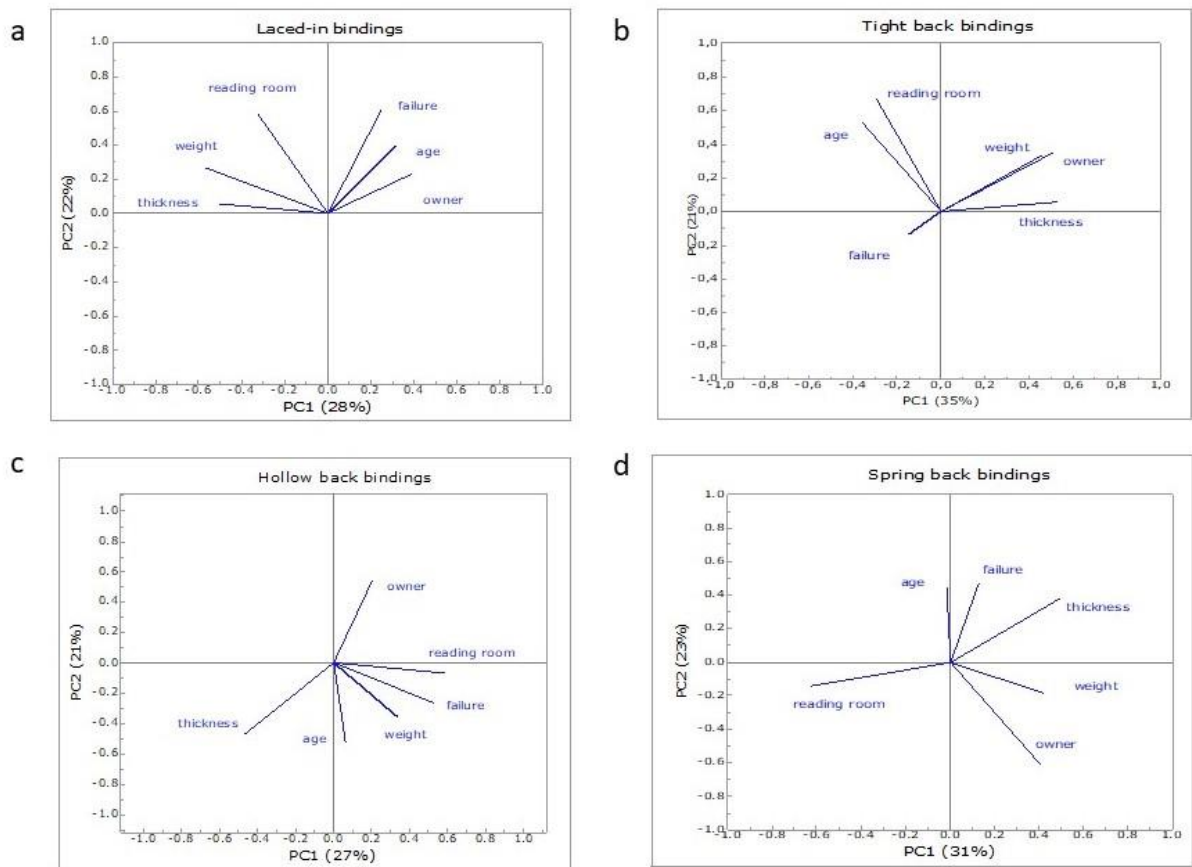 a
Laced-in bindings
1.0
0.8
0.6
0.4
0.2
0.0
-0.2
-0.4
-0.6
-0.8
-1.0
PC2 (22%)
reading room
failure
weight
age
thickness
owner
-1.0 -0.8 -0.6 -0.4 -0.2 0.0 0.2 0.4 0.6 0.8 1.0
PC1 (28%)
b
Tight back bindings
1,0
0,8
0,6
0,4
0,2
0,0
-0,2
-0,4
-0,6
-0,8
-1,0
PC2 (21%)
reading room
age
weight
owner
thickness
failure
-1,0 -0,8 -0,6 -0,4 -0,2 0,0 0,2 0,4 0,6 0,8 1,0
PC1 (35%)
c
Hollow back bindings
1.0
0.8
0.6
0.4
0.2
0.0
-0.2
-0.4
-0.6
-0.8
-1.0
PC2 (21%)
owner
reading room
failure
thickness
age
weight
-1.0 -0.8 -0.6 -0.4 -0.2 0.0 0.2 0.4 0.6 0.8 1.0
PC1 (27%)
d
Spring back bindings
1.0
0.8
0.6
0.4
0.2
0.0
-0.2
-0.4
-0.6
-0.8
-1.0
PC2 (23%)
age
failure
thickness
weight
reading room
owner
-1.0 -0.8 -0.6 -0.4 -0.2 0.0 0.2 0.4 0.6 0.8 1.0
PC1 (31%)